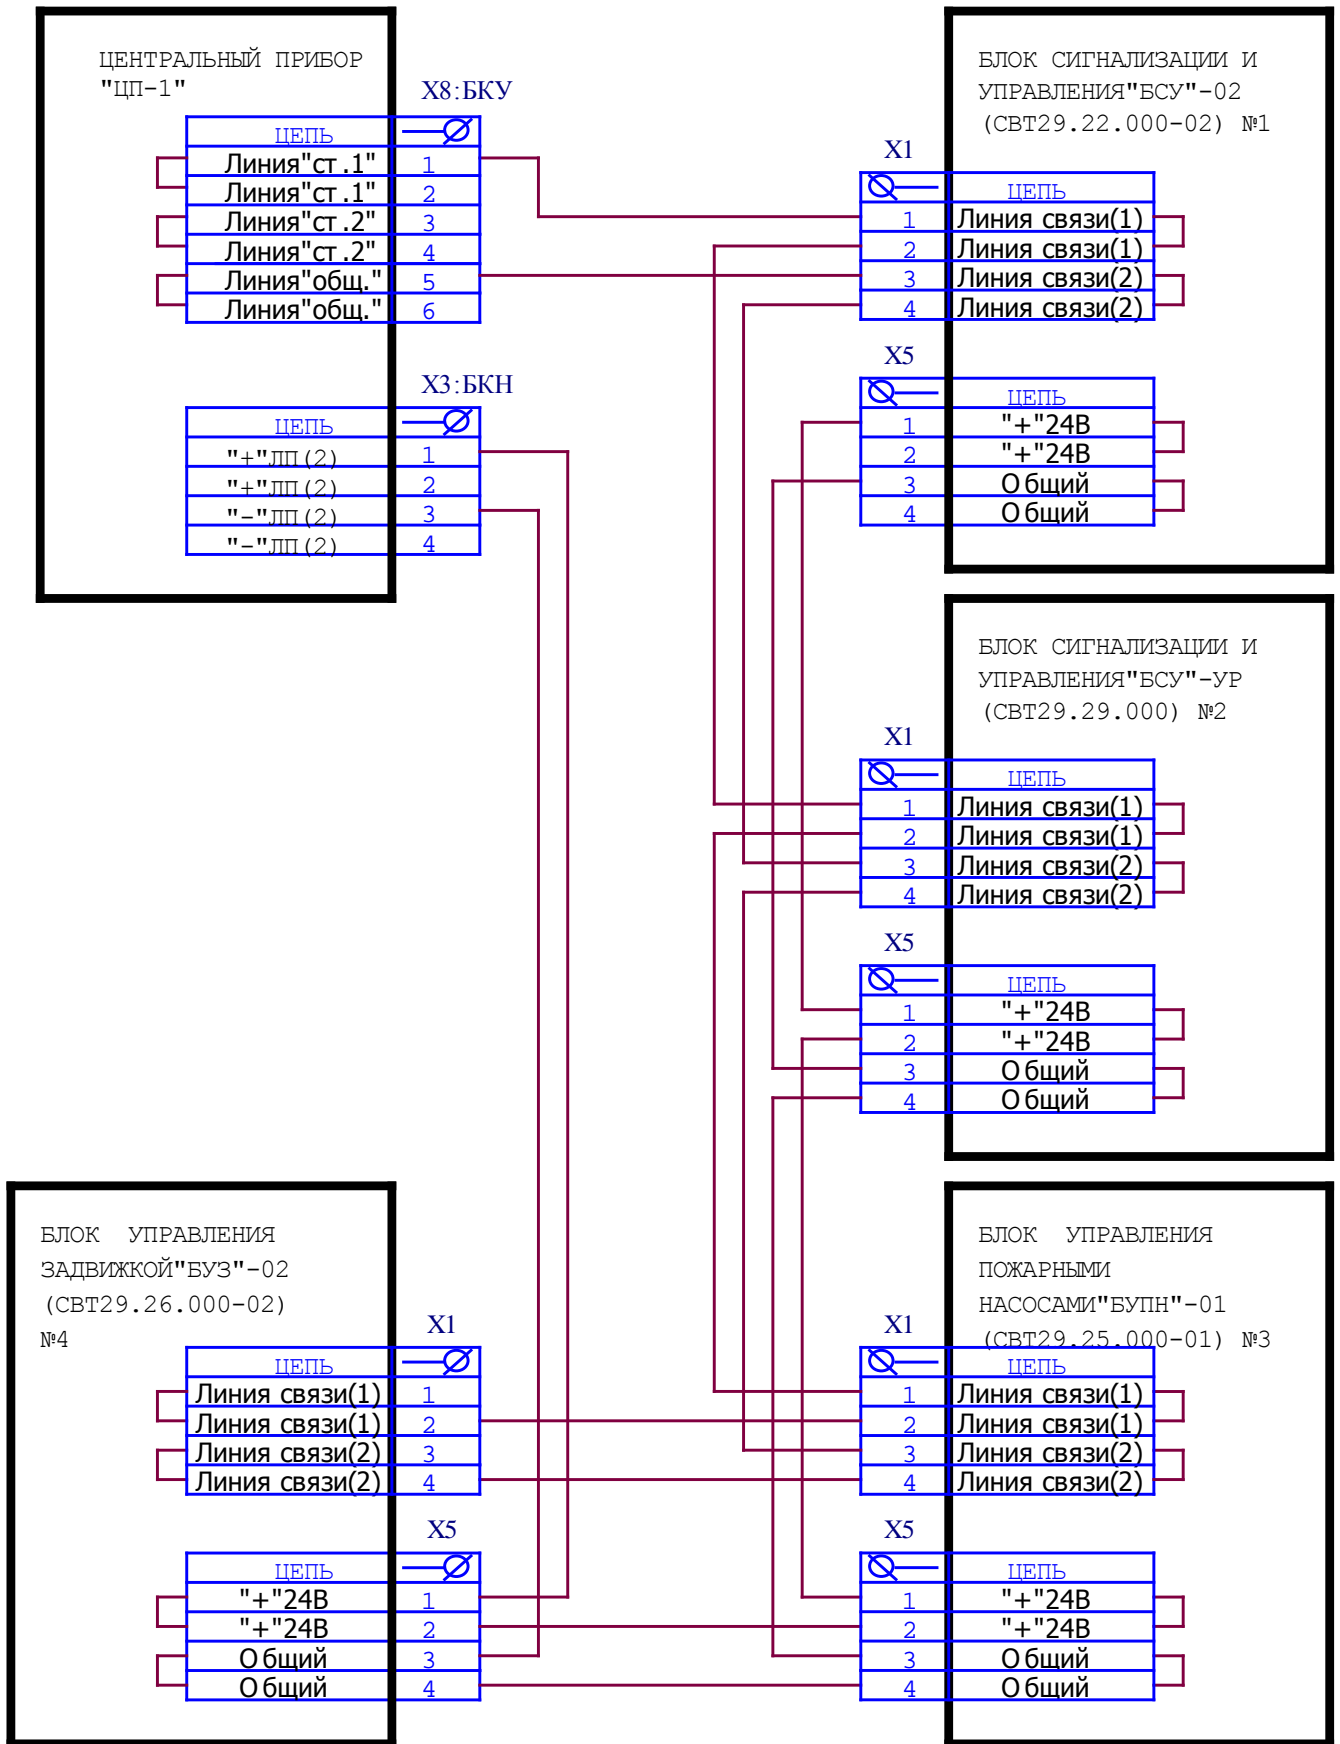 ЦЕНТРАЛЬНЫЙ ПРИБОР
"ЦП-1"
X8:БКУ
ЦЕПЬ
Линия"ст.1" 1
Линия"ст.1" 2
Линия"ст.2" 3
Линия"ст.2" 4
Линия"общ." 5
Линия"общ." 6
X3:БКН
ЦЕПЬ
"+"ЛП(2) 1
"+"ЛП(2) 2
"-"ЛП(2) 3
"-"ЛП(2) 4
БЛОК СИГНАЛИЗАЦИИ И
УПРАВЛЕНИЯ"БСУ"-02
(СВТ29.22.000-02) №1
X1
ЦЕПЬ
1 Линия связи(1)
2 Линия связи(1)
3 Линия связи(2)
4 Линия связи(2)
X5
ЦЕПЬ
1 "+"24В
2 "+"24В
3 Общий
4 Общий
БЛОК СИГНАЛИЗАЦИИ И
УПРАВЛЕНИЯ"БСУ"-УР
(СВТ29.29.000) №2
X1
ЦЕПЬ
1 Линия связи(1)
2 Линия связи(1)
3 Линия связи(2)
4 Линия связи(2)
X5
ЦЕПЬ
1 "+"24В
2 "+"24В
3 Общий
4 Общий
БЛОК УПРАВЛЕНИЯ
ЗАДВИЖКОЙ"БУЗ"-02
(СВТ29.26.000-02)
№4
X1
ЦЕПЬ
Линия связи(1) 1
Линия связи(1) 2
Линия связи(2) 3
Линия связи(2) 4
X5
ЦЕПЬ
"+"24В 1
"+"24В 2
Общий 3
Общий 4
БЛОК УПРАВЛЕНИЯ
ПОЖАРНЫМИ
НАСОСАМИ"БУПН"-01
(СВТ29.25.000-01) №3
X1
ЦЕПЬ
1 Линия связи(1)
2 Линия связи(1)
3 Линия связи(2)
4 Линия связи(2)
X5
ЦЕПЬ
1 "+"24В
2 "+"24В
3 Общий
4 Общий